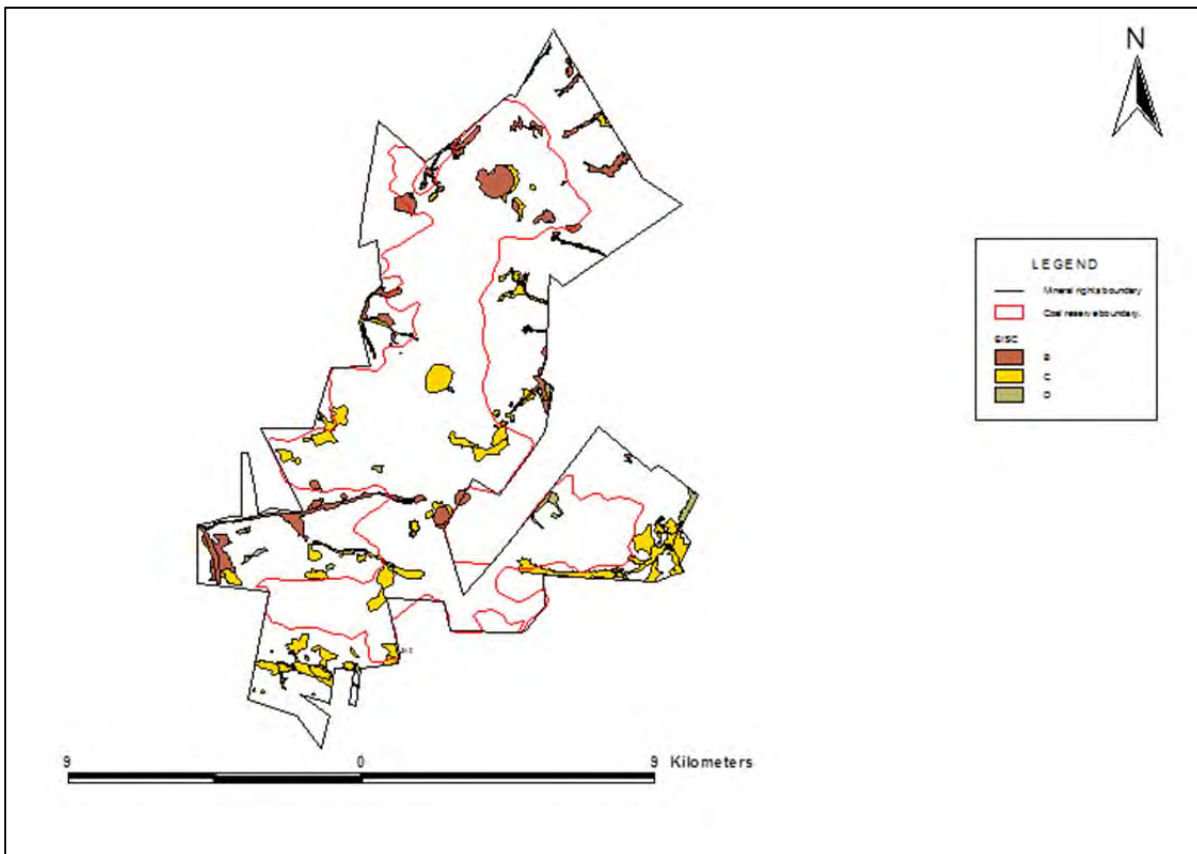 N
LEGEND
Mineral rights boundary
Coal reserve boundary.
B
C
D
9 0 9 Kilometers